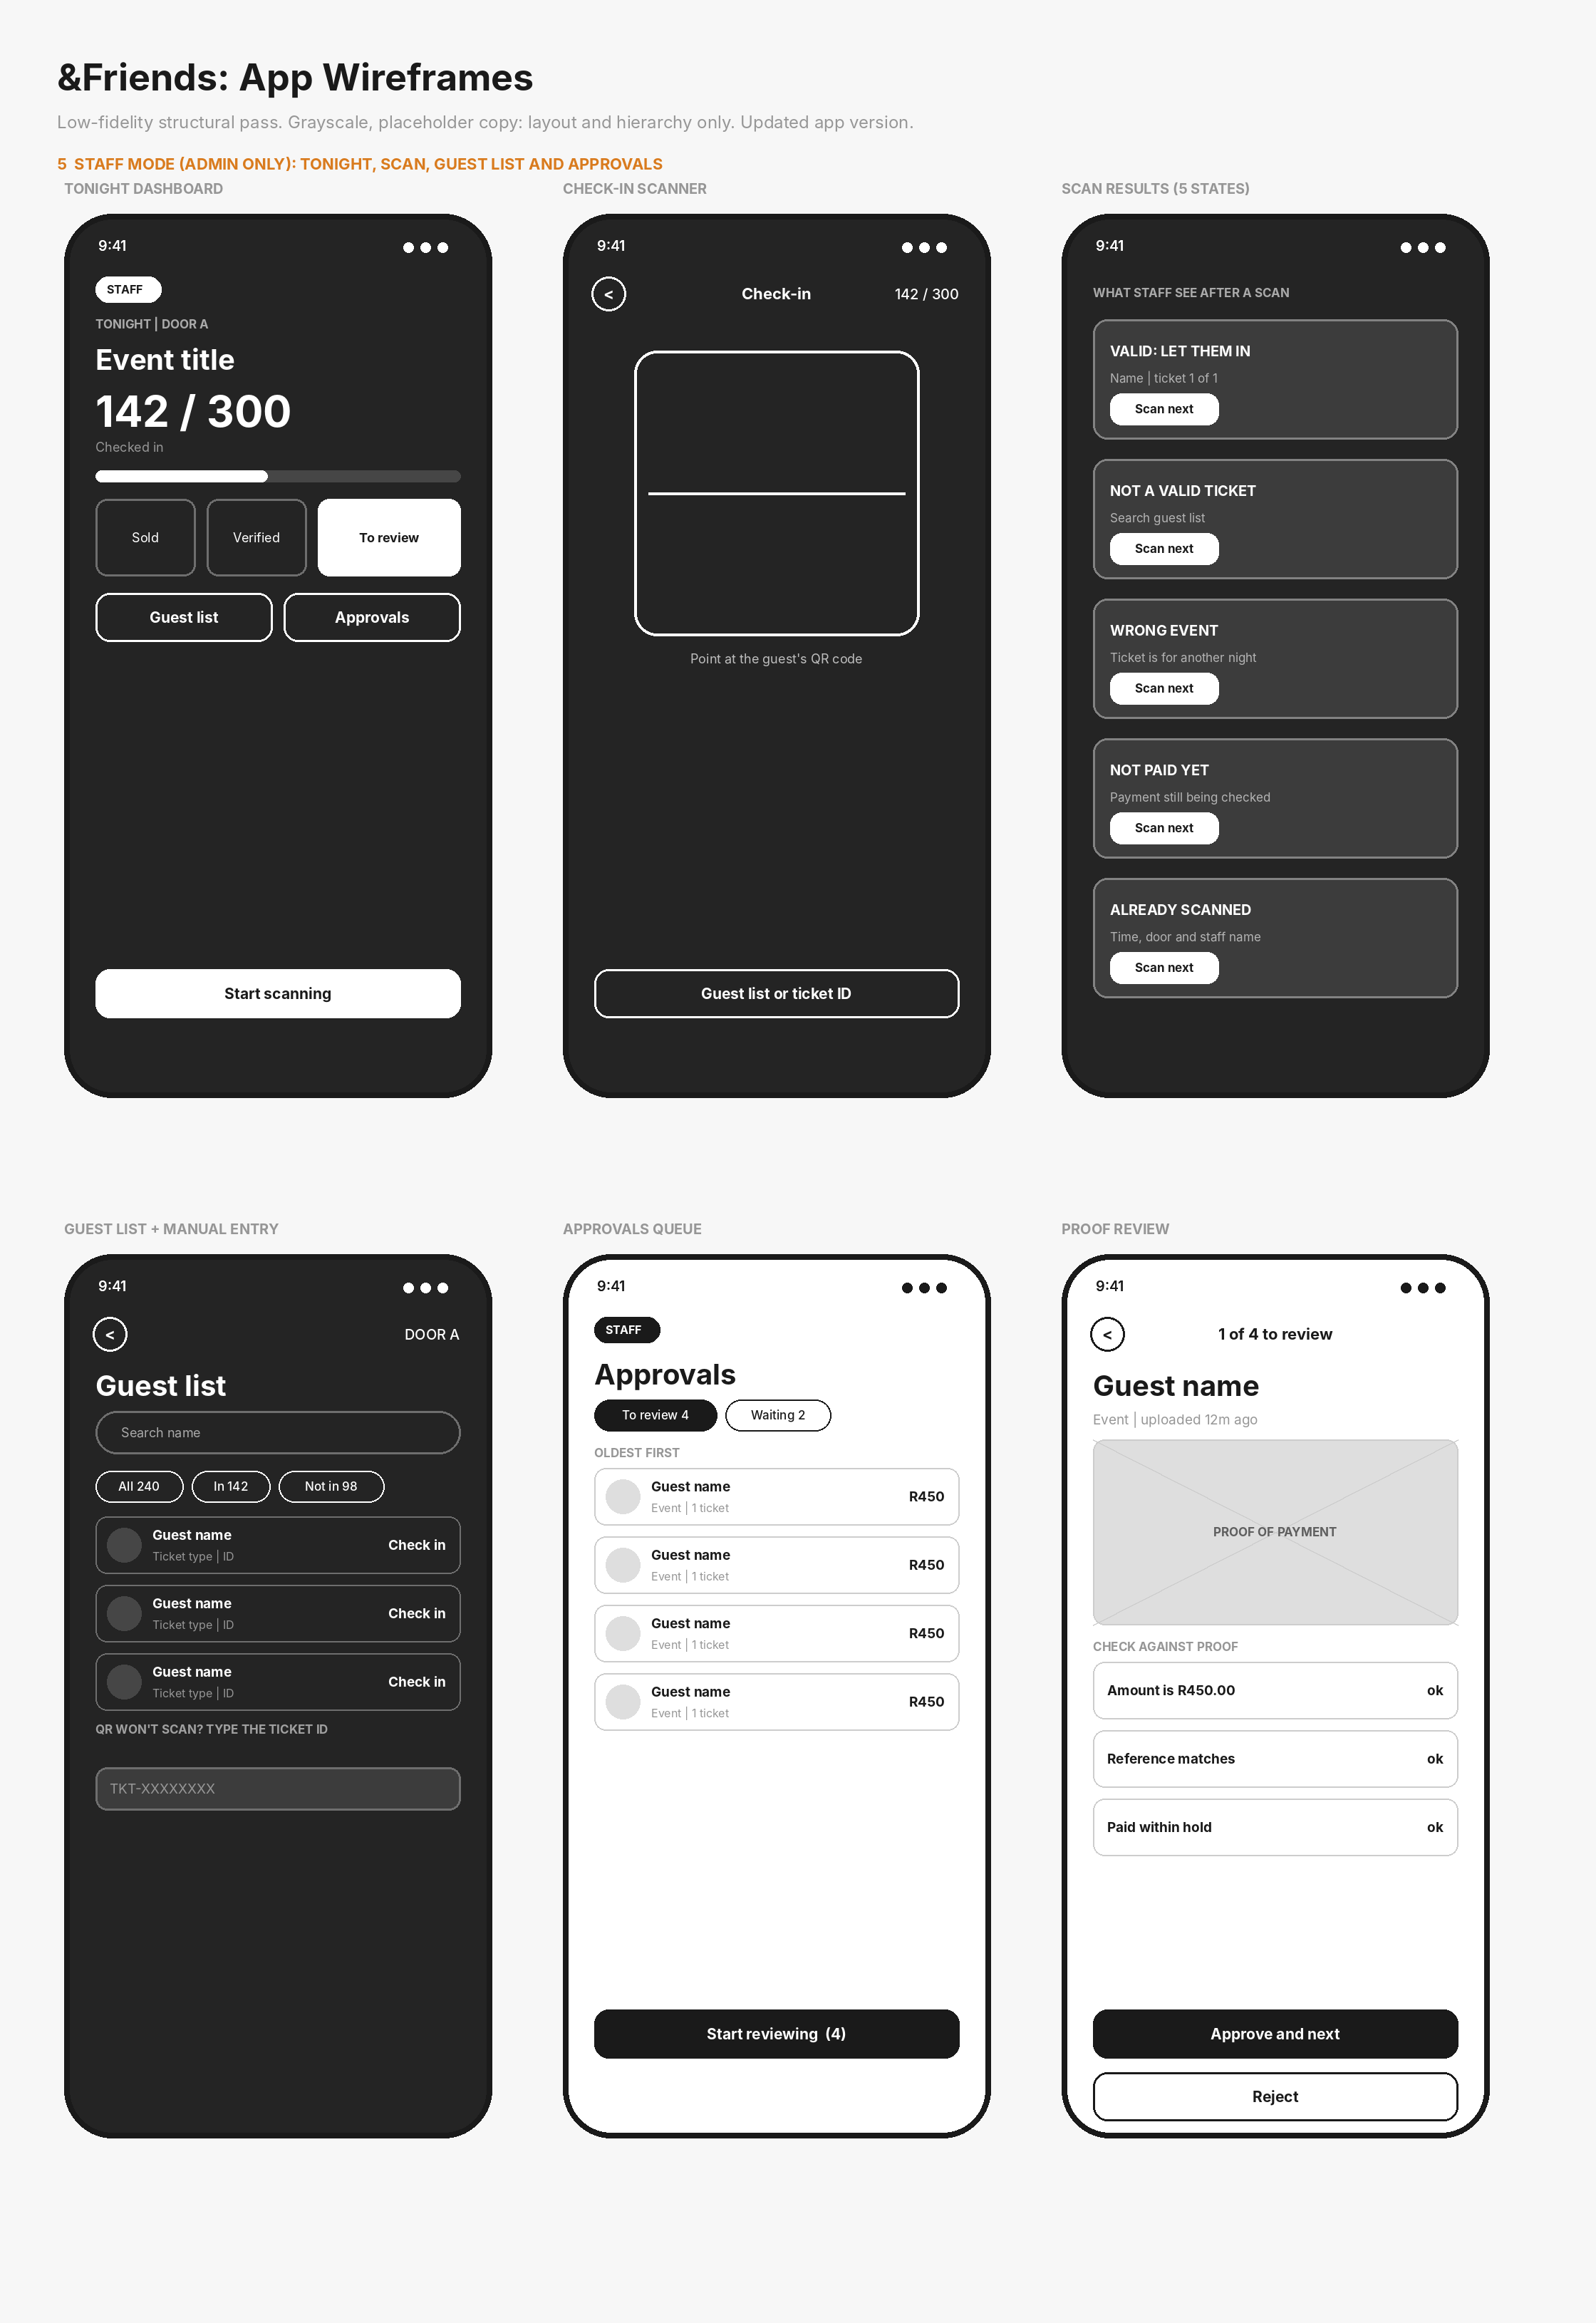 &Friends: App Wireframes
Low-fidelity structural pass. Grayscale, placeholder copy: layout and hierarchy only. Updated app version.
5 STAFF MODE (ADMIN ONLY): TONIGHT, SCAN, GUEST LIST AND APPROVALS
TONIGHT DASHBOARD
9:41
STAFF
TONIGHT | DOOR A
Event title
142 / 300
Checked in
Sold
Verified
To review
Guest list
Approvals
Start scanning
CHECK-IN SCANNER
9:41
<
Check-in
142 / 300
Point at the guest's QR code
Guest list or ticket ID
SCAN RESULTS (5 STATES)
9:41
WHAT STAFF SEE AFTER A SCAN
VALID: LET THEM IN
Name | ticket 1 of 1
Scan next
NOT A VALID TICKET
Search guest list
Scan next
WRONG EVENT
Ticket is for another night
Scan next
NOT PAID YET
Payment still being checked
Scan next
ALREADY SCANNED
Time, door and staff name
Scan next
GUEST LIST + MANUAL ENTRY
9:41
<
DOOR A
Guest list
Search name
All 240
In 142
Not in 98
Guest name
Ticket type | ID
Check in
Guest name
Ticket type | ID
Check in
Guest name
Ticket type | ID
Check in
QR WON'T SCAN? TYPE THE TICKET ID
TKT-XXXXXXXX
APPROVALS QUEUE
9:41
STAFF
Approvals
To review 4
Waiting 2
OLDEST FIRST
Guest name
Event | 1 ticket
R450
Guest name
Event | 1 ticket
R450
Guest name
Event | 1 ticket
R450
Guest name
Event | 1 ticket
R450
Start reviewing (4)
PROOF REVIEW
9:41
<
1 of 4 to review
Guest name
Event | uploaded 12m ago
PROOF OF PAYMENT
CHECK AGAINST PROOF
Amount is R450.00
ok
Reference matches
ok
Paid within hold
ok
Approve and next
Reject